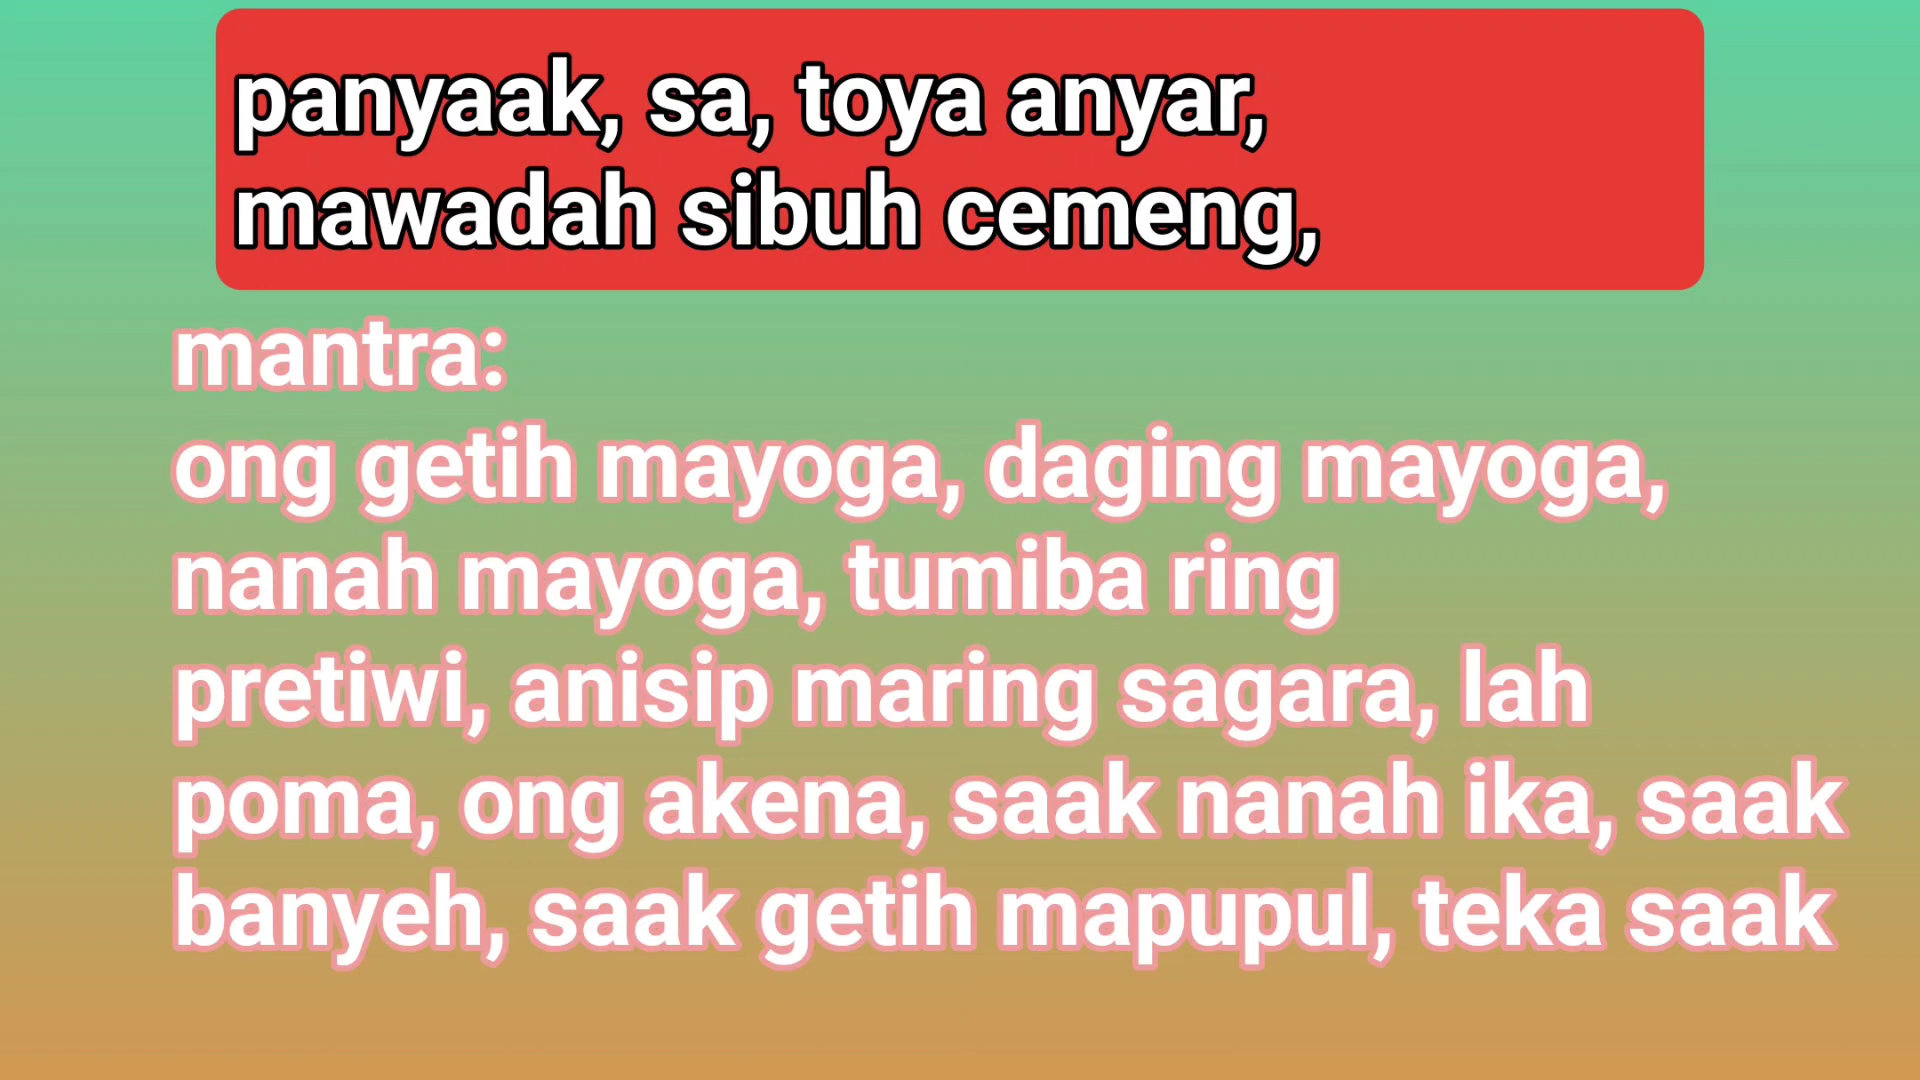 panyaak, sa, toya anyar,
mawadah sibuh cemeng,
mantra:
ong getih mayoga, daging mayoga,
nanah mayoga, tumiba ring
pretiwi, anisip maring sagara, lah
poma, ong akena, saak nanah ika, saak
banyeh, saak getih mapupul, teka saak